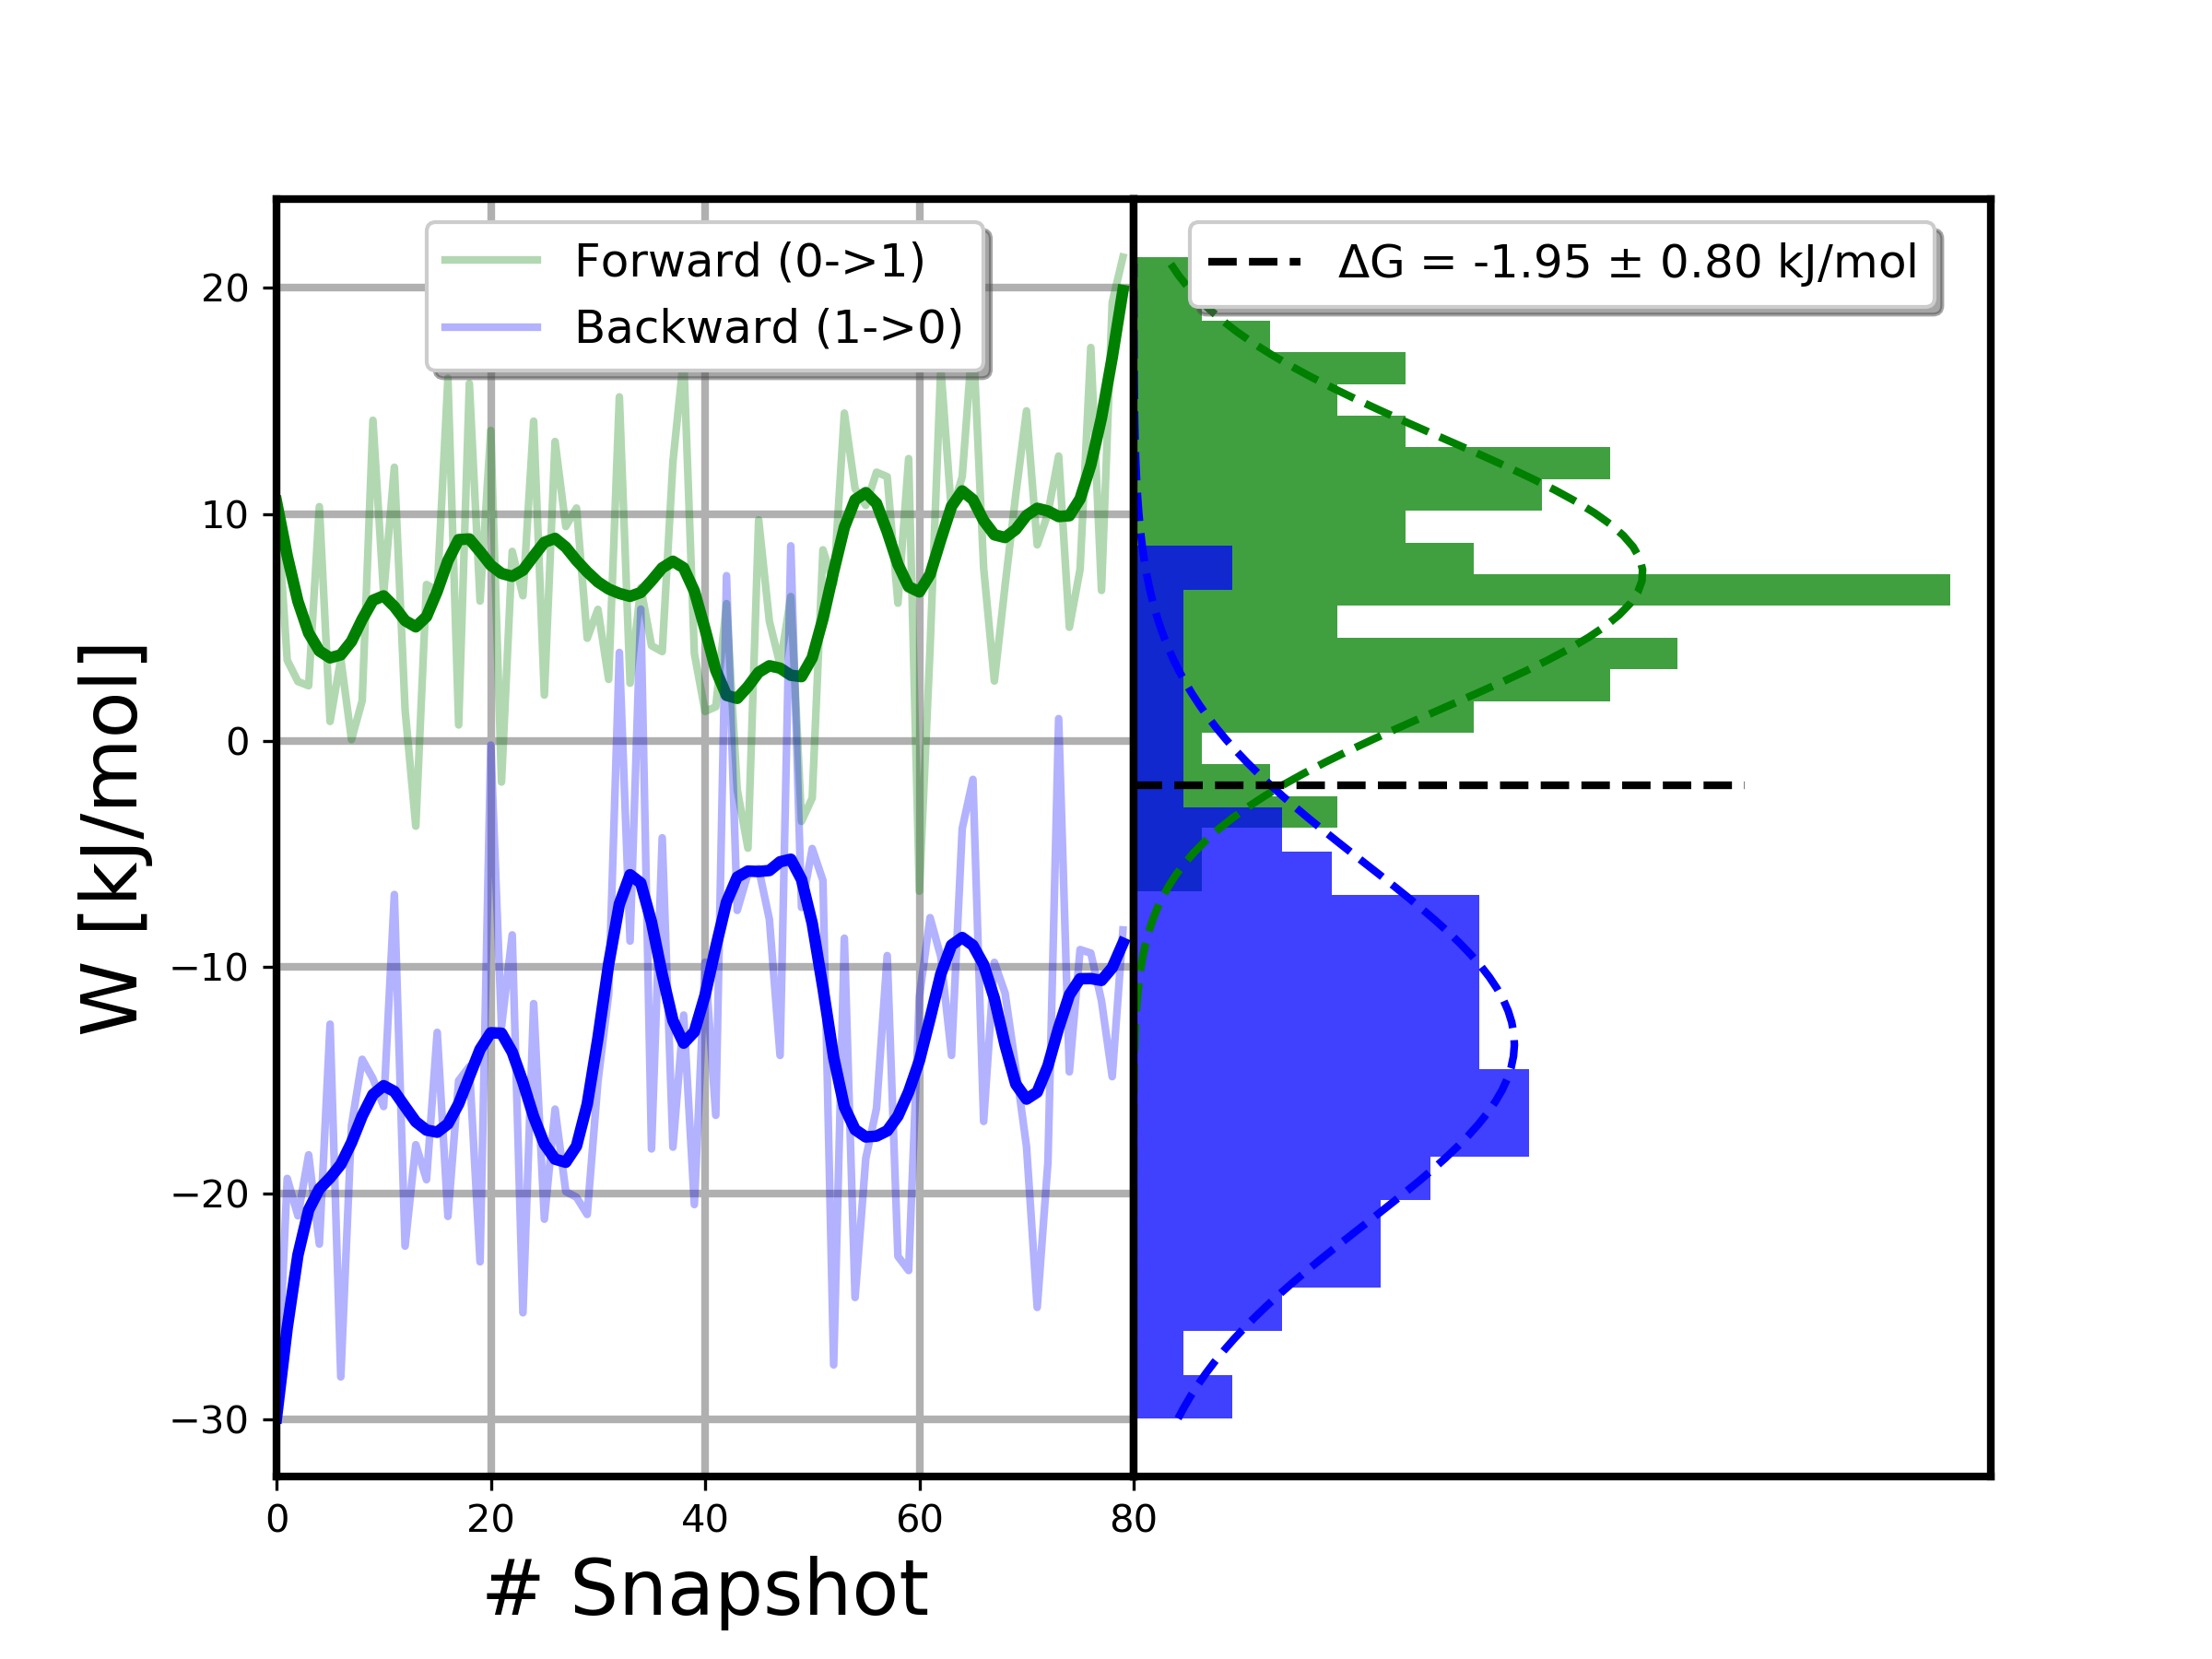 Forward (0->1)
Backward (1->0)
ΔG = -1.95 ± 0.80 kJ/mol
W [kJ/mol]
20
10
0
−10
−20
−30
0 20 40 60 80
# Snapshot